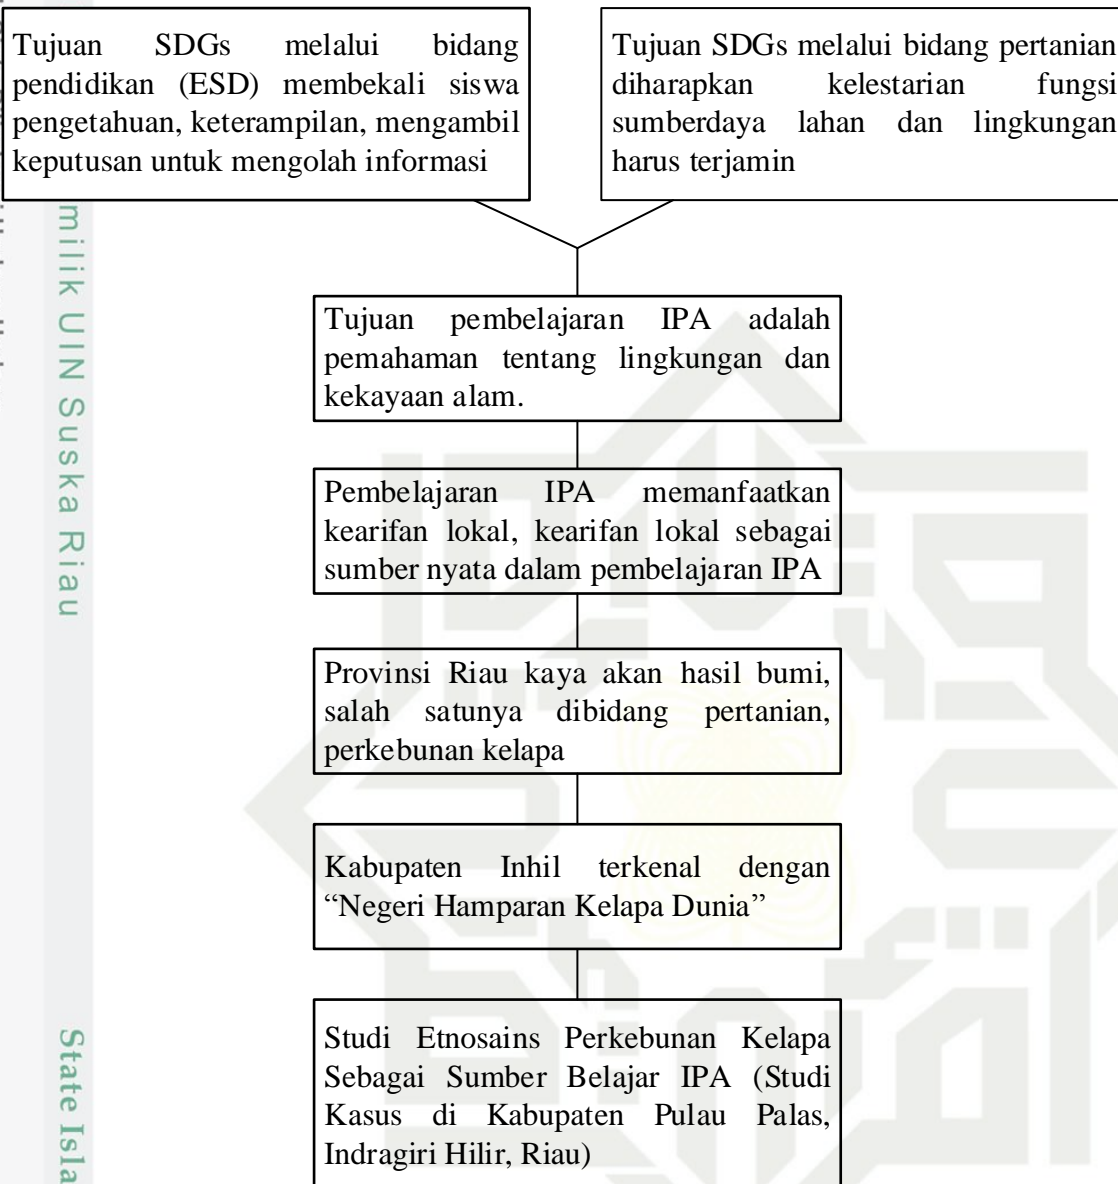 Tujuan SDGs melalui bidang
pendidikan (ESD) membekali siswa
pengetahuan, keterampilan, mengambil
keputusan untuk mengolah informasi
Tujuan SDGs melalui bidang pertanian
diharapkan kelestarian fungsi
sumberdaya lahan dan lingkungan
harus terjamin
Tujuan pembelajaran IPA adalah
pemahaman tentang lingkungan dan
kekayaan alam.
Pembelajaran IPA memanfaatkan
kearifan lokal, kearifan lokal sebagai
sumber nyata dalam pembelajaran IPA
Provinsi Riau kaya akan hasil bumi,
salah satunya dibidang pertanian,
perkebunan kelapa
Kabupaten Inhil terkenal dengan
“Negeri Hamparan Kelapa Dunia”
Studi Etnosains Perkebunan Kelapa
Sebagai Sumber Belajar IPA (Studi
Kasus di Kabupaten Pulau Palas,
Indragiri Hilir, Riau)
milik UIN Suska Riau
State